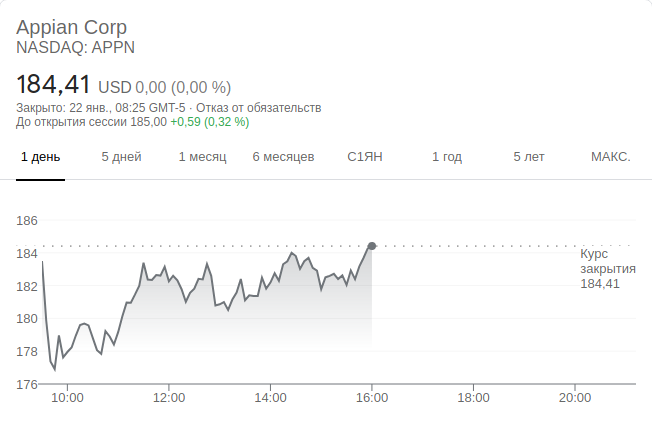 Appian Corp
NASDAQ: APPN
184,41 USD 0,00 (0,00 %)
Закрыто: 22 янв., 08:25 GMT-5 · Отказ от обязательств
До открытия сессии 185,00 +0,59 (0,32 %)
1 день 5 дней 1 месяц 6 месяцев С1ЯН 1 год 5 лет МАКС.
186
184
182
180
178
176
Курс
закрытия
184,41
10:00 12:00 14:00 16:00 18:00 20:00